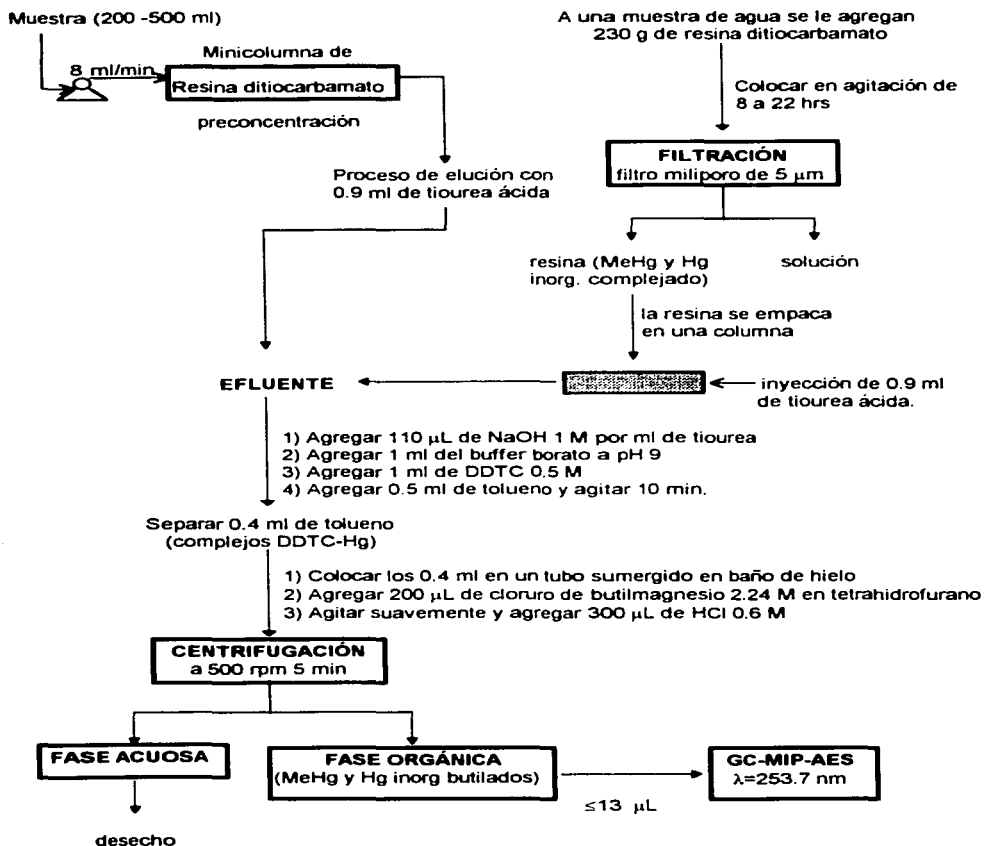 Muestra (200 -500 ml)
8 ml/min
Minicolumna de
Resina ditiocarbamato
preconcentración
Proceso de elución con
0.9 ml de tiourea ácida
A una muestra de agua se le agregan
230 g de resina ditiocarbamato
Colocar en agitación de
8 a 22 hrs
FILTRACIÓN
filtro miliporo de 5 μm
resina (MeHg y Hg
inorg. complejado)
solución
la resina se empaca
en una columna
EFLUENTE
inyección de 0.9 ml
de tiourea ácida.
1) Agregar 110 μL de NaOH 1 M por ml de tiourea
2) Agregar 1 ml del buffer borato a pH 9
3) Agregar 1 ml de DDTC 0.5 M
4) Agregar 0.5 ml de tolueno y agitar 10 min.
Separar 0.4 ml de tolueno
(complejos DDTC-Hg)
1) Colocar los 0.4 ml en un tubo sumergido en baño de hielo
2) Agregar 200 μL de cloruro de butilmagnesio 2.24 M en tetrahidrofurano
3) Agitar suavemente y agregar 300 μL de HCl 0.6 M
CENTRIFUGACIÓN
a 500 rpm 5 min
FASE ACUOSA
FASE ORGÁNICA
(MeHg y Hg inorg butilados)
GC-MIP-AES
λ=253.7 nm
≤13 μL
desecho